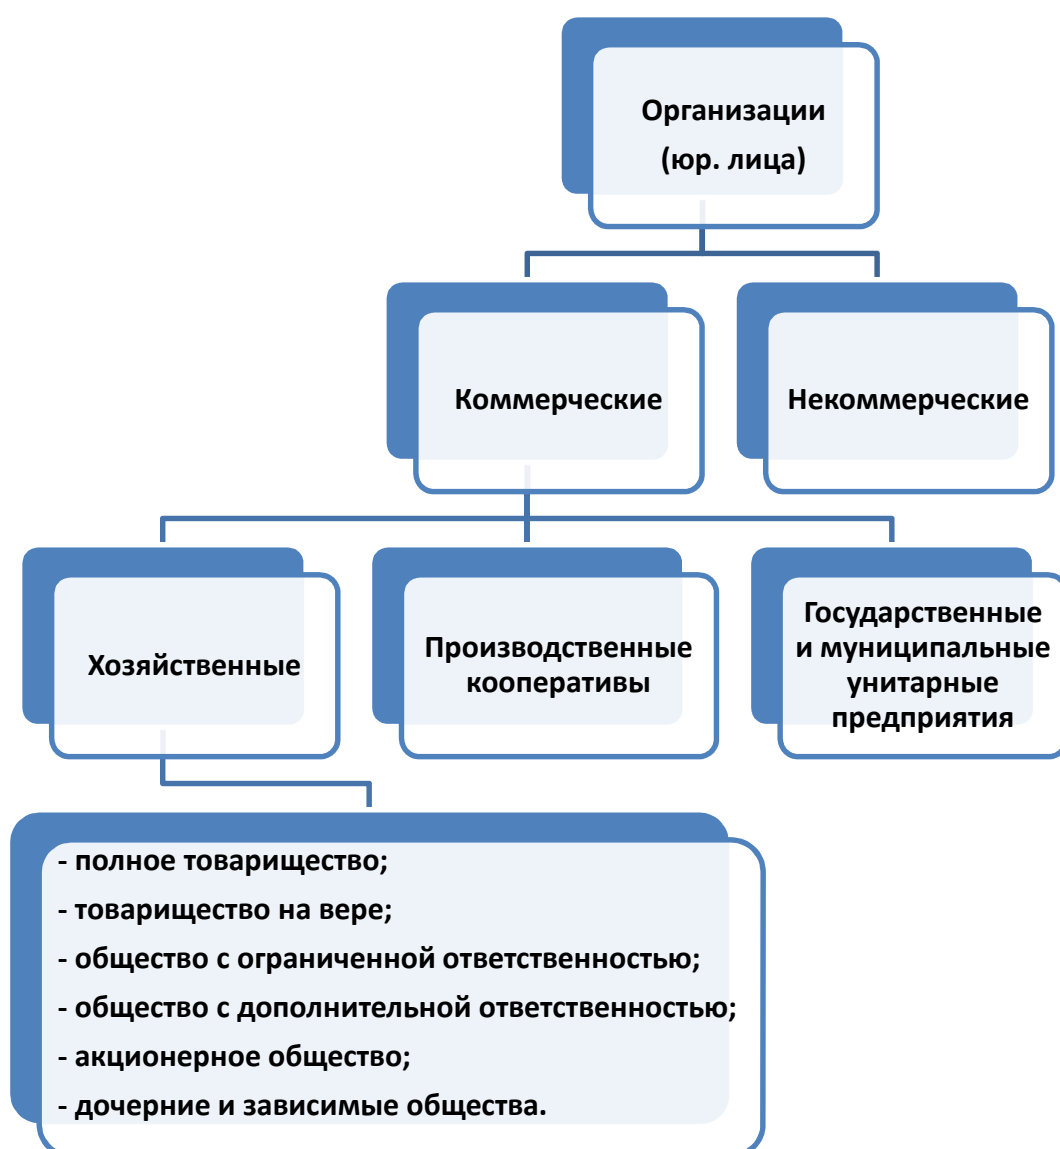 Организации
(юр. лица)
Коммерческие
Некоммерческие
Хозяйственные
Производственные
кооперативы
Государственные
и муниципальные
унитарные
предприятия
- полное товарищество;
- товарищество на вере;
- общество с ограниченной ответственностью;
- общество с дополнительной ответственностью;
- акционерное общество;
- дочерние и зависимые общества.